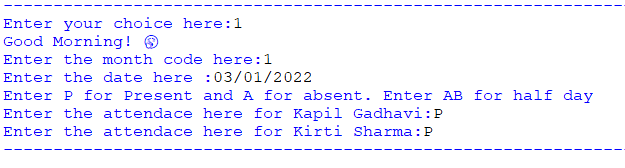 Enter your choice here:1
Good Morning!
Enter the month code here:1
Enter the date here :03/01/2022
Enter P for Present and A for absent. Enter AB for half day
Enter the attendace here for Kapil Gadhavi:P
Enter the attendace here for Kirti Sharma:P